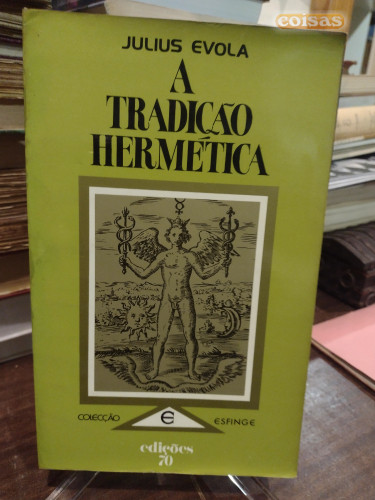 coisas
JULIUS EVOLA
A
TRADIÇÃO
HERMÉTICA
COLECÇÃO
E
ESFINGE
edições
70